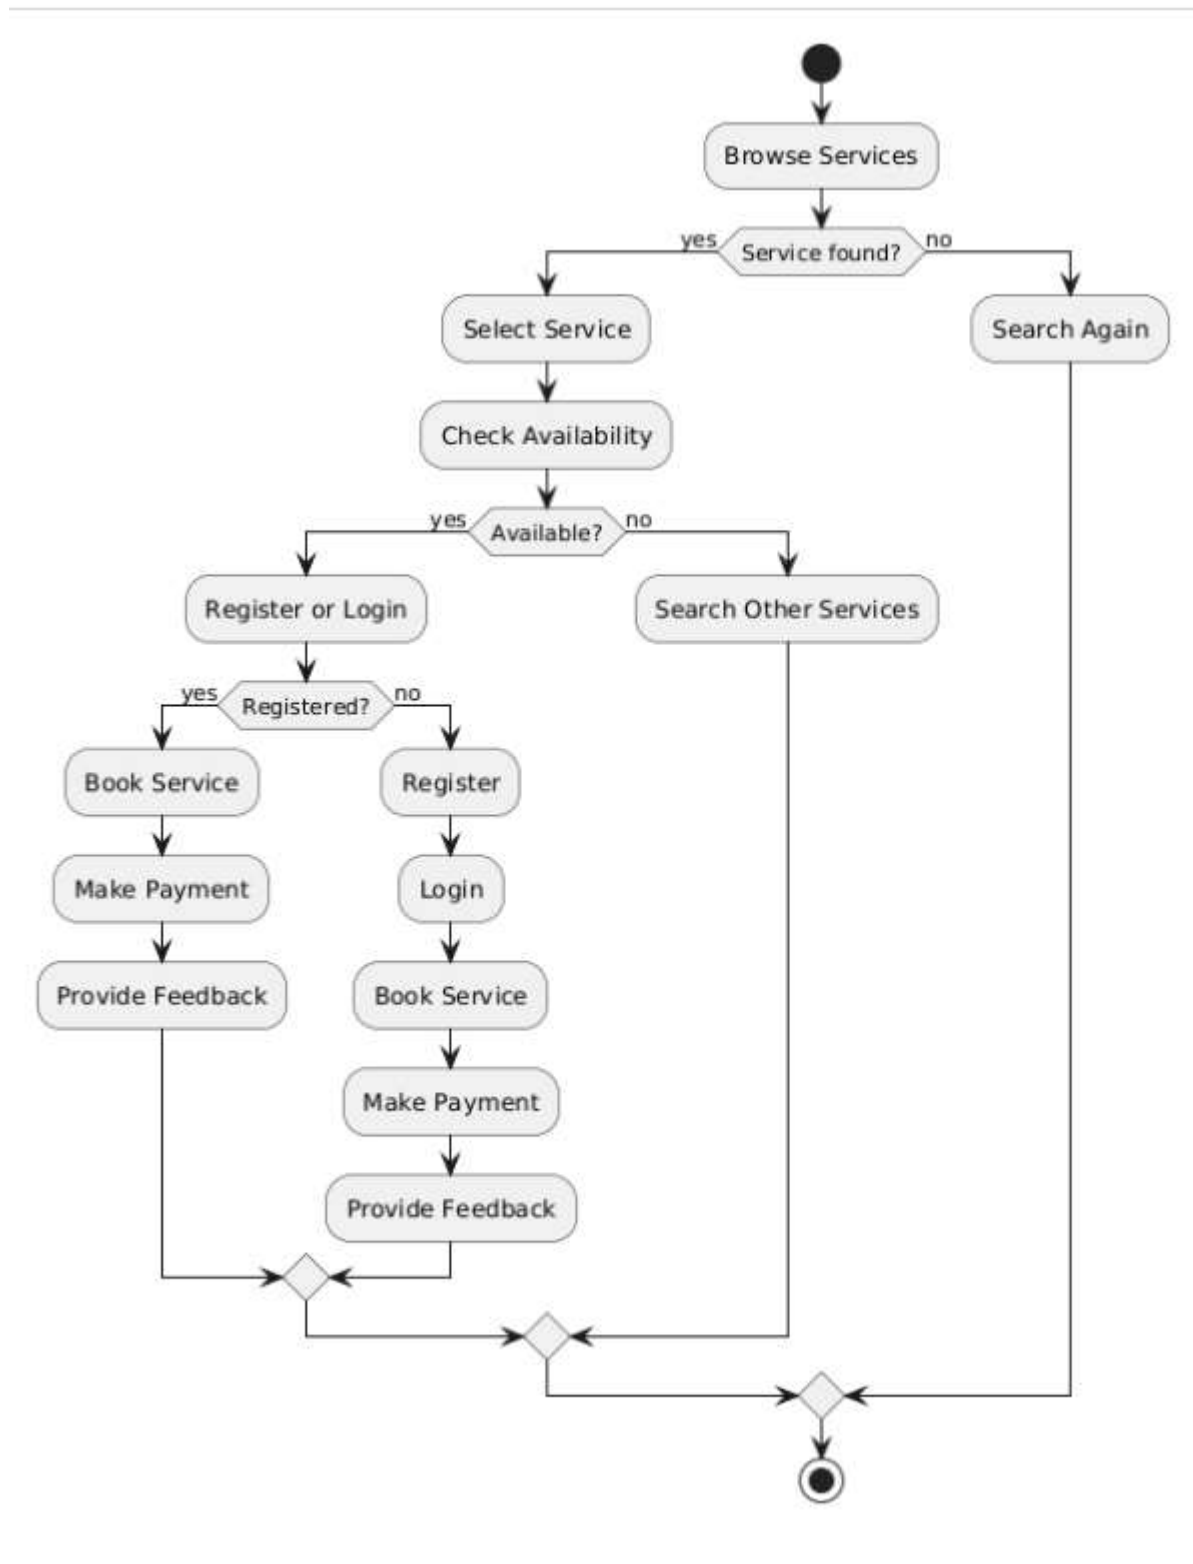 Browse Services
yes
Service found?
no
Select Service
Search Again
Check Availability
yes
Available?
no
Register or Login
Search Other Services
yes
Registered?
no
Book Service
Register
Make Payment
Login
Provide Feedback
Book Service
Make Payment
Provide Feedback